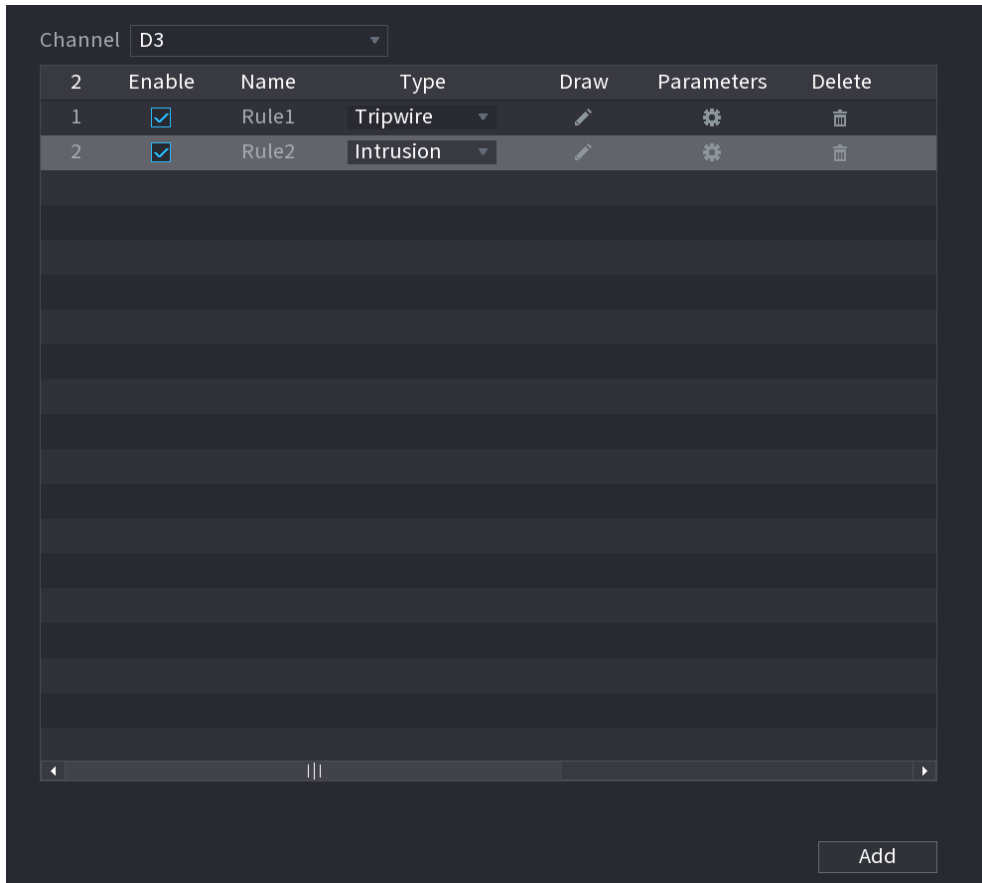 Channel D3
2 Enable Name Type Draw Parameters Delete
1 Rule1 Tripwire
2 Rule2 Intrusion
Add